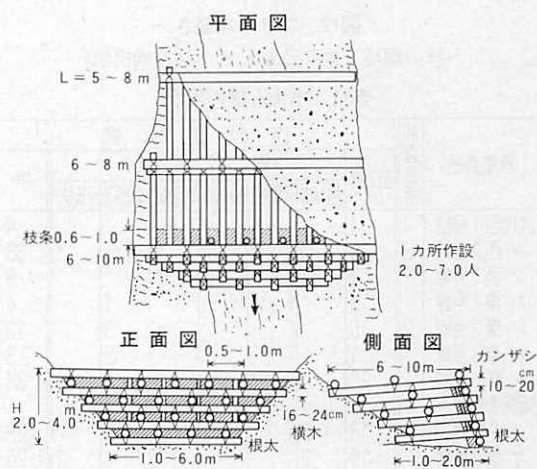 平面図
L=5~8m
6~8m
枝条0.6~1.0
6~10m
1カ所作設
2.0~7.0人
正面図
0.5~1.0m
H
2.0~4.0m
16~24cm
横木
根太
1.0~6.0m
側面図
6~10m
カンザシ
cm
10~20
根太
1.0~2.0m